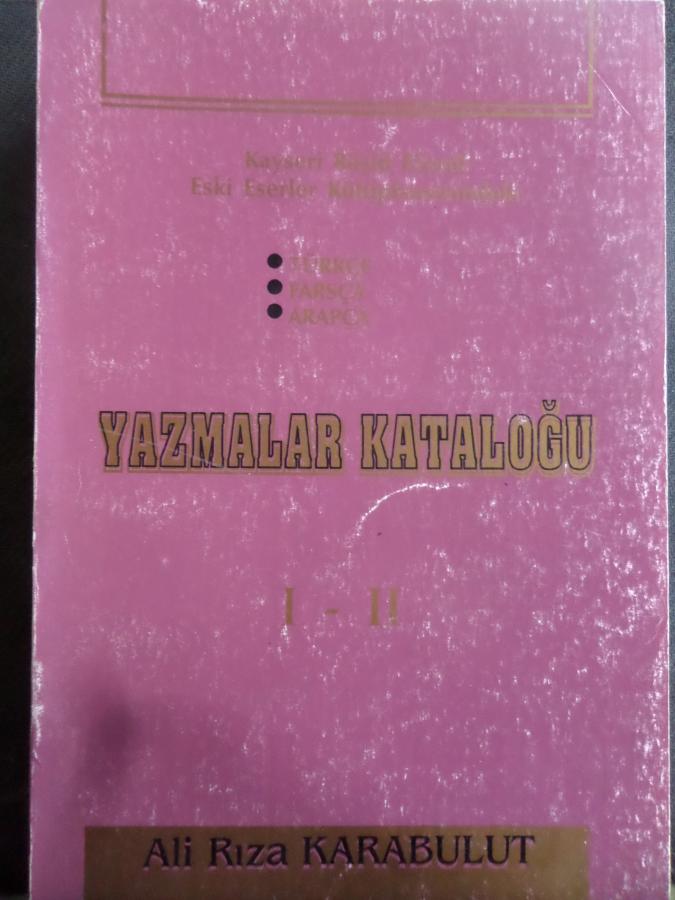 Kayseri Raşid Efendi
Eski Eserler Kütüphanesindeki
TÜRKÇE
FARSÇA
ARAPÇA
YAZMALAR KATALOĞU
I - II
Ali Rıza KARABULUT